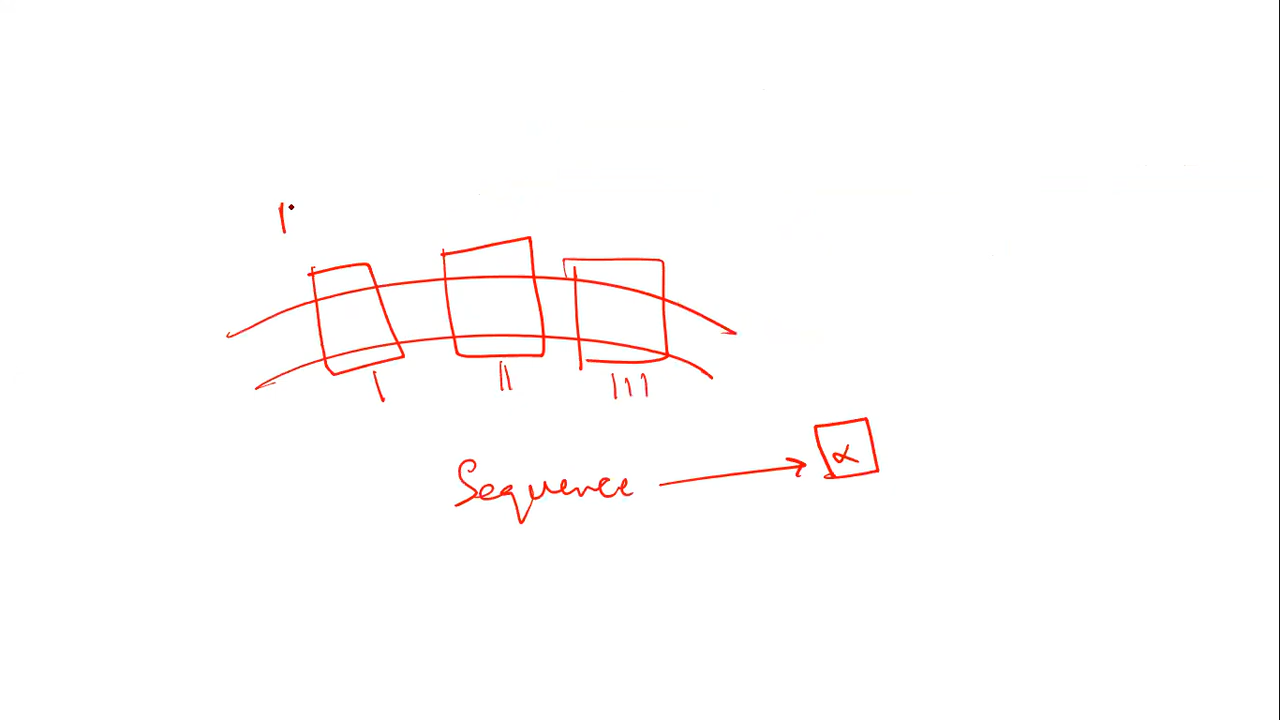 I II III
Sequence → α